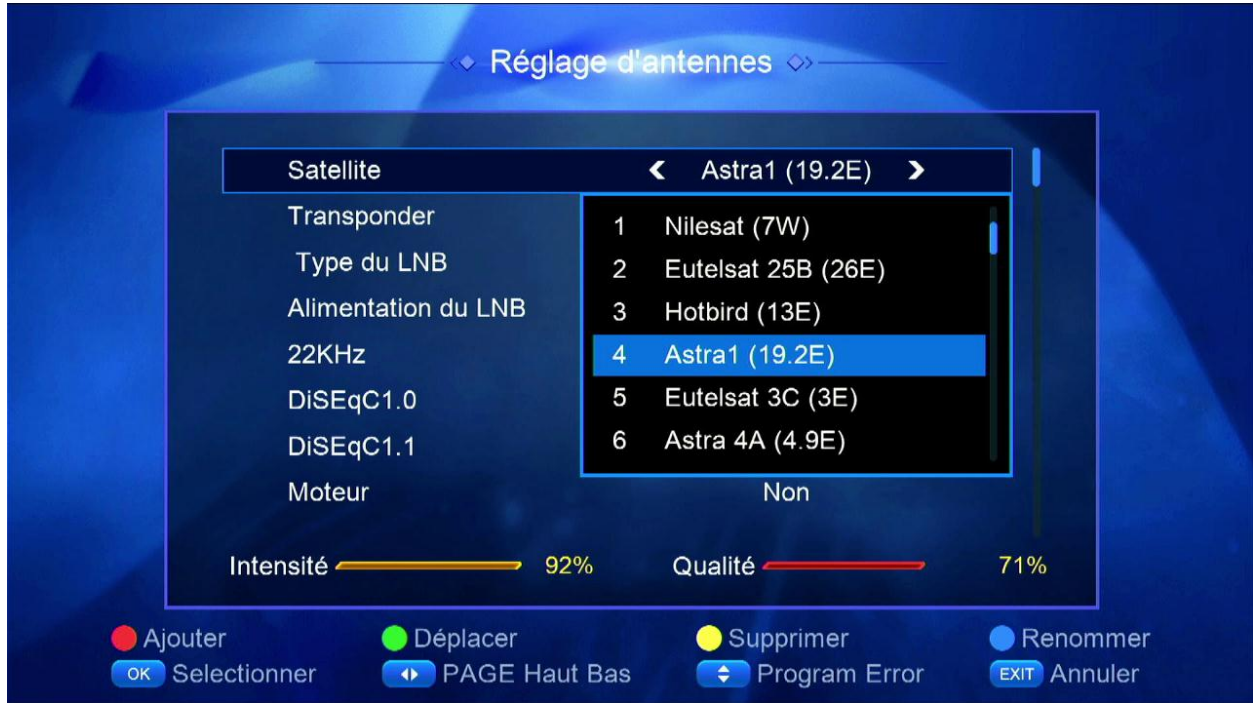 Réglage d'antennes
Satellite Astra1 (19.2E)
Transponder
Type du LNB
Alimentation du LNB
22KHz
DiSEqC1.0
DiSEqC1.1
Moteur Non
1 Nilesat (7W)
2 Eutelsat 25B (26E)
3 Hotbird (13E)
4 Astra1 (19.2E)
5 Eutelsat 3C (3E)
6 Astra 4A (4.9E)
Intensité 92% Qualité 71%
Ajouter Déplacer Supprimer Renommer
OK Selectionner PAGE Haut Bas Program Error EXIT Annuler